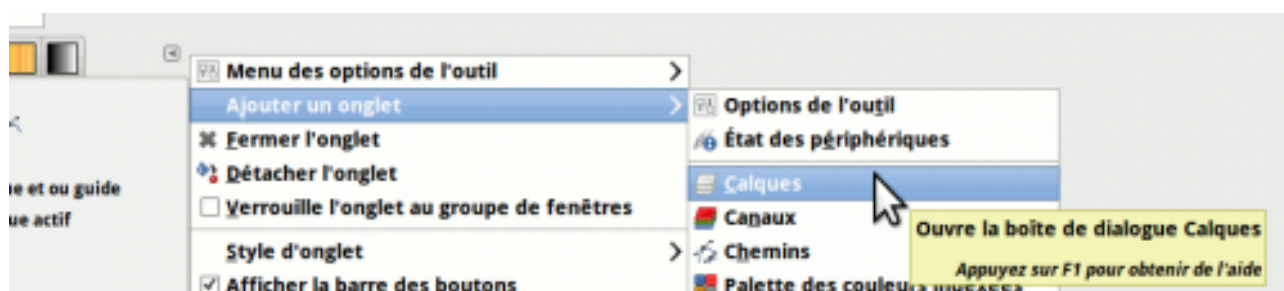 Menu des options de l'outil
Ajouter un onglet
Fermer l'onglet
Détacher l'onglet
Verrouille l'onglet au groupe de fenêtres
Style d'onglet
Afficher la barre des boutons
Options de l'outil
État des périphériques
Calques
Canaux
Chemins
Palette des couleurs indexées
Ouvre la boîte de dialogue Calques
Appuyez sur F1 pour obtenir de l'aide
et ou guide
actif